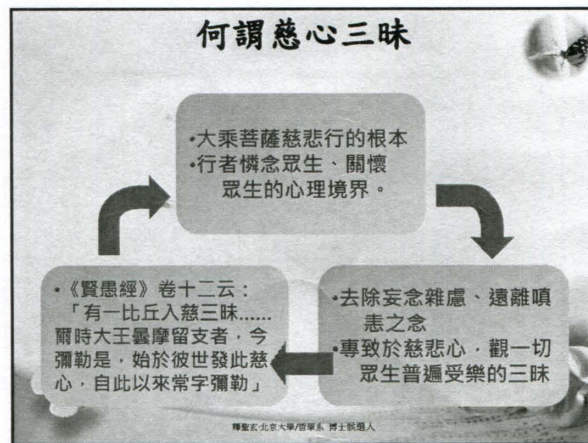 何謂慈心三昧
•大乘菩薩慈悲行的根本
•行者憐念眾生、關懷
眾生的心理境界。
•去除妄念雜慮、遠離嗔
恚之念
•專致於慈悲心，觀一切
眾生普遍受樂的三昧
•《賢愚經》卷十二云：
「有一比丘入慈三昧......
爾時大王曇摩留支者，今
彌勒是，始於彼世發此慈
心，自此以來常字彌勒」
釋聖玄·北京大學/哲學系 博士候選人